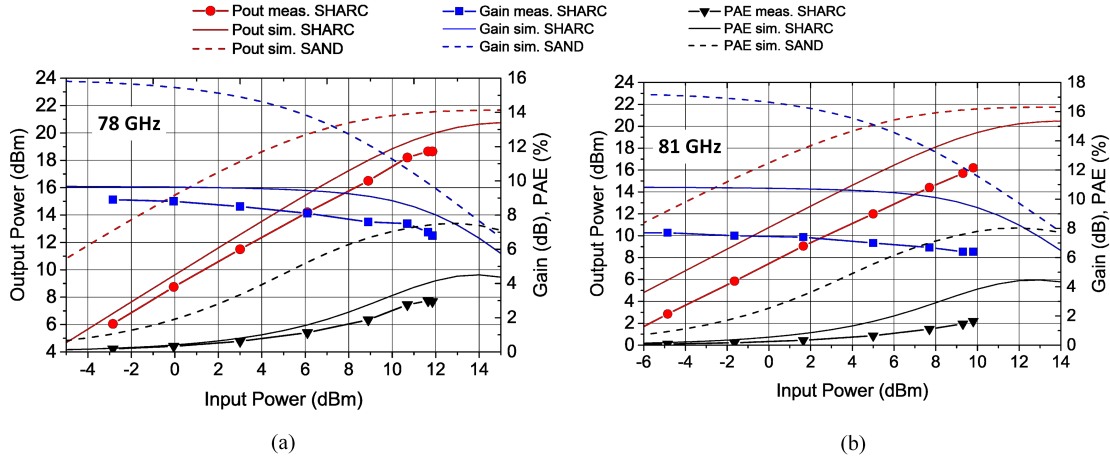 Pout meas. SHARC
Pout sim. SHARC
Pout sim. SAND
Gain meas. SHARC
Gain sim. SHARC
Gain sim. SAND
PAE meas. SHARC
PAE sim. SHARC
PAE sim. SAND
24
22
20
18
16
14
12
10
8
6
4
Output Power (dBm)
78 GHz
16
14
12
10
8
6
4
2
0
Gain (dB), PAE (%)
-4 -2 0 2 4 6 8 10 12 14
Input Power (dBm)
(a)
24
22
20
18
16
14
12
10
8
6
4
2
0
Output Power (dBm)
81 GHz
18
16
14
12
10
8
6
4
2
0
Gain (dB), PAE (%)
-6 -4 -2 0 2 4 6 8 10 12 14
Input Power (dBm)
(b)